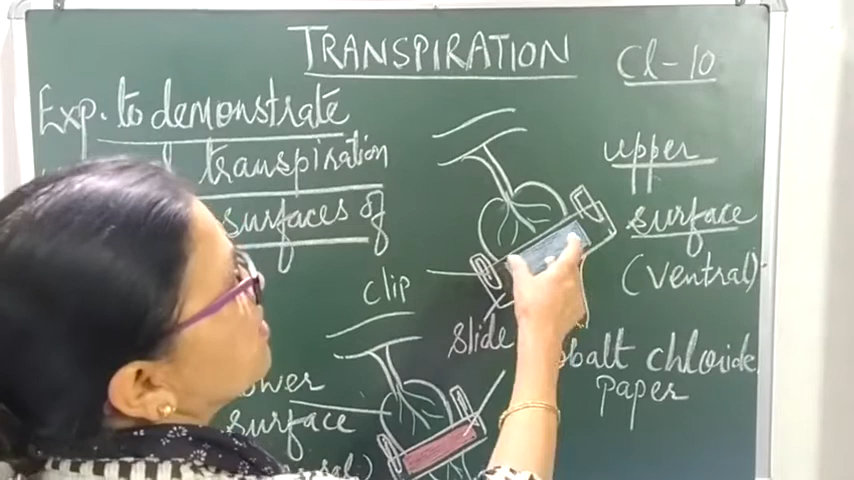 TRANSPIRATION
Cl-10
Exp. to demonstrate
transpiration
surfaces of
upper
surface
(ventral)
clip
slide
cobalt chloride
paper
surface